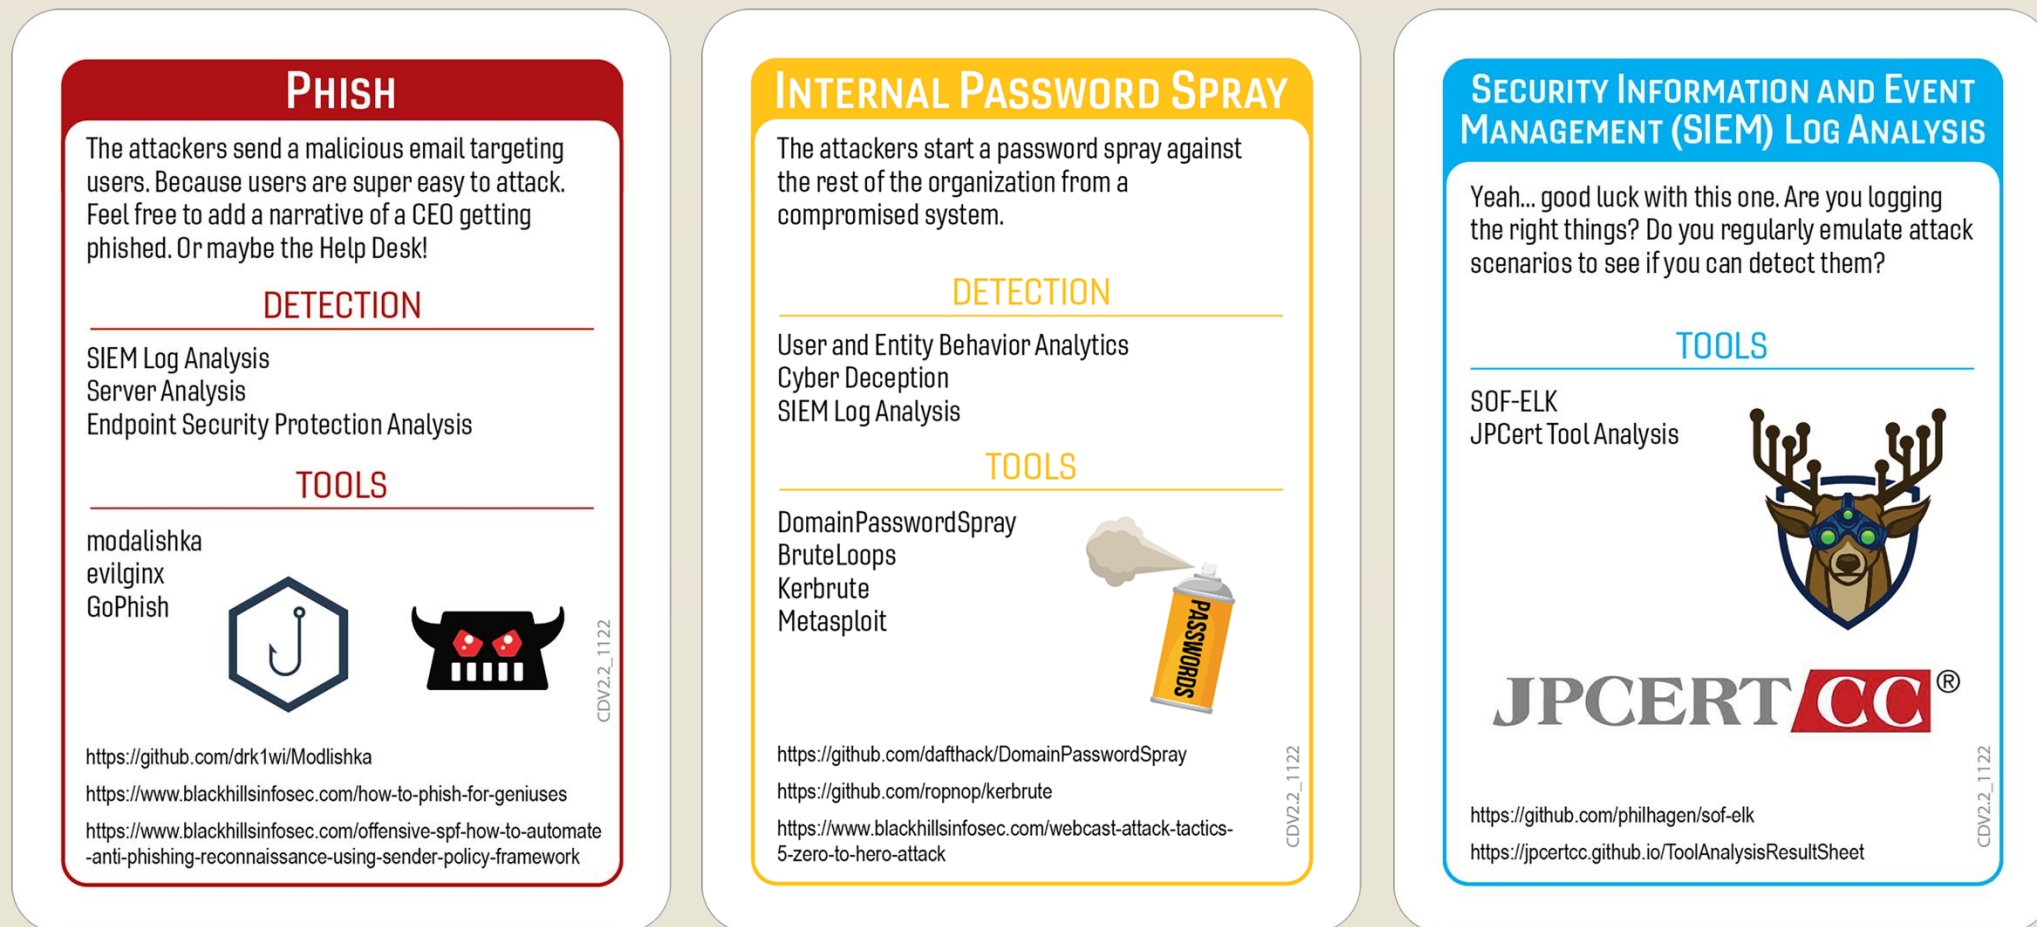 PHISH
The attackers send a malicious email targeting
users. Because users are super easy to attack.
Feel free to add a narrative of a CEO getting
phished. Or maybe the Help Desk!
DETECTION
SIEM Log Analysis
Server Analysis
Endpoint Security Protection Analysis
TOOLS
modalishka
evilginx
GoPhish
CDV2.2_1122
https://github.com/drk1wi/Modlishka
https://www.blackhillsinfosec.com/how-to-phish-for-geniuses
https://www.blackhillsinfosec.com/offensive-spf-how-to-automate
-anti-phishing-reconnaissance-using-sender-policy-framework
INTERNAL PASSWORD SPRAY
The attackers start a password spray against
the rest of the organization from a
compromised system.
DETECTION
User and Entity Behavior Analytics
Cyber Deception
SIEM Log Analysis
TOOLS
DomainPasswordSpray
BruteLoops
Kerbrute
Metasploit
PASSWORDS
https://github.com/dafthack/DomainPasswordSpray
https://github.com/ropnop/kerbrute
https://www.blackhillsinfosec.com/webcast-attack-tactics-
5-zero-to-hero-attack
CDV2.2_1122
SECURITY INFORMATION AND EVENT
MANAGEMENT (SIEM) LOG ANALYSIS
Yeah... good luck with this one. Are you logging
the right things? Do you regularly emulate attack
scenarios to see if you can detect them?
TOOLS
SOF-ELK
JPCert Tool Analysis
JPCERT CC®
https://github.com/philhagen/sof-elk
https://jpcertcc.github.io/ToolAnalysisResultSheet
CDV2.2_1122